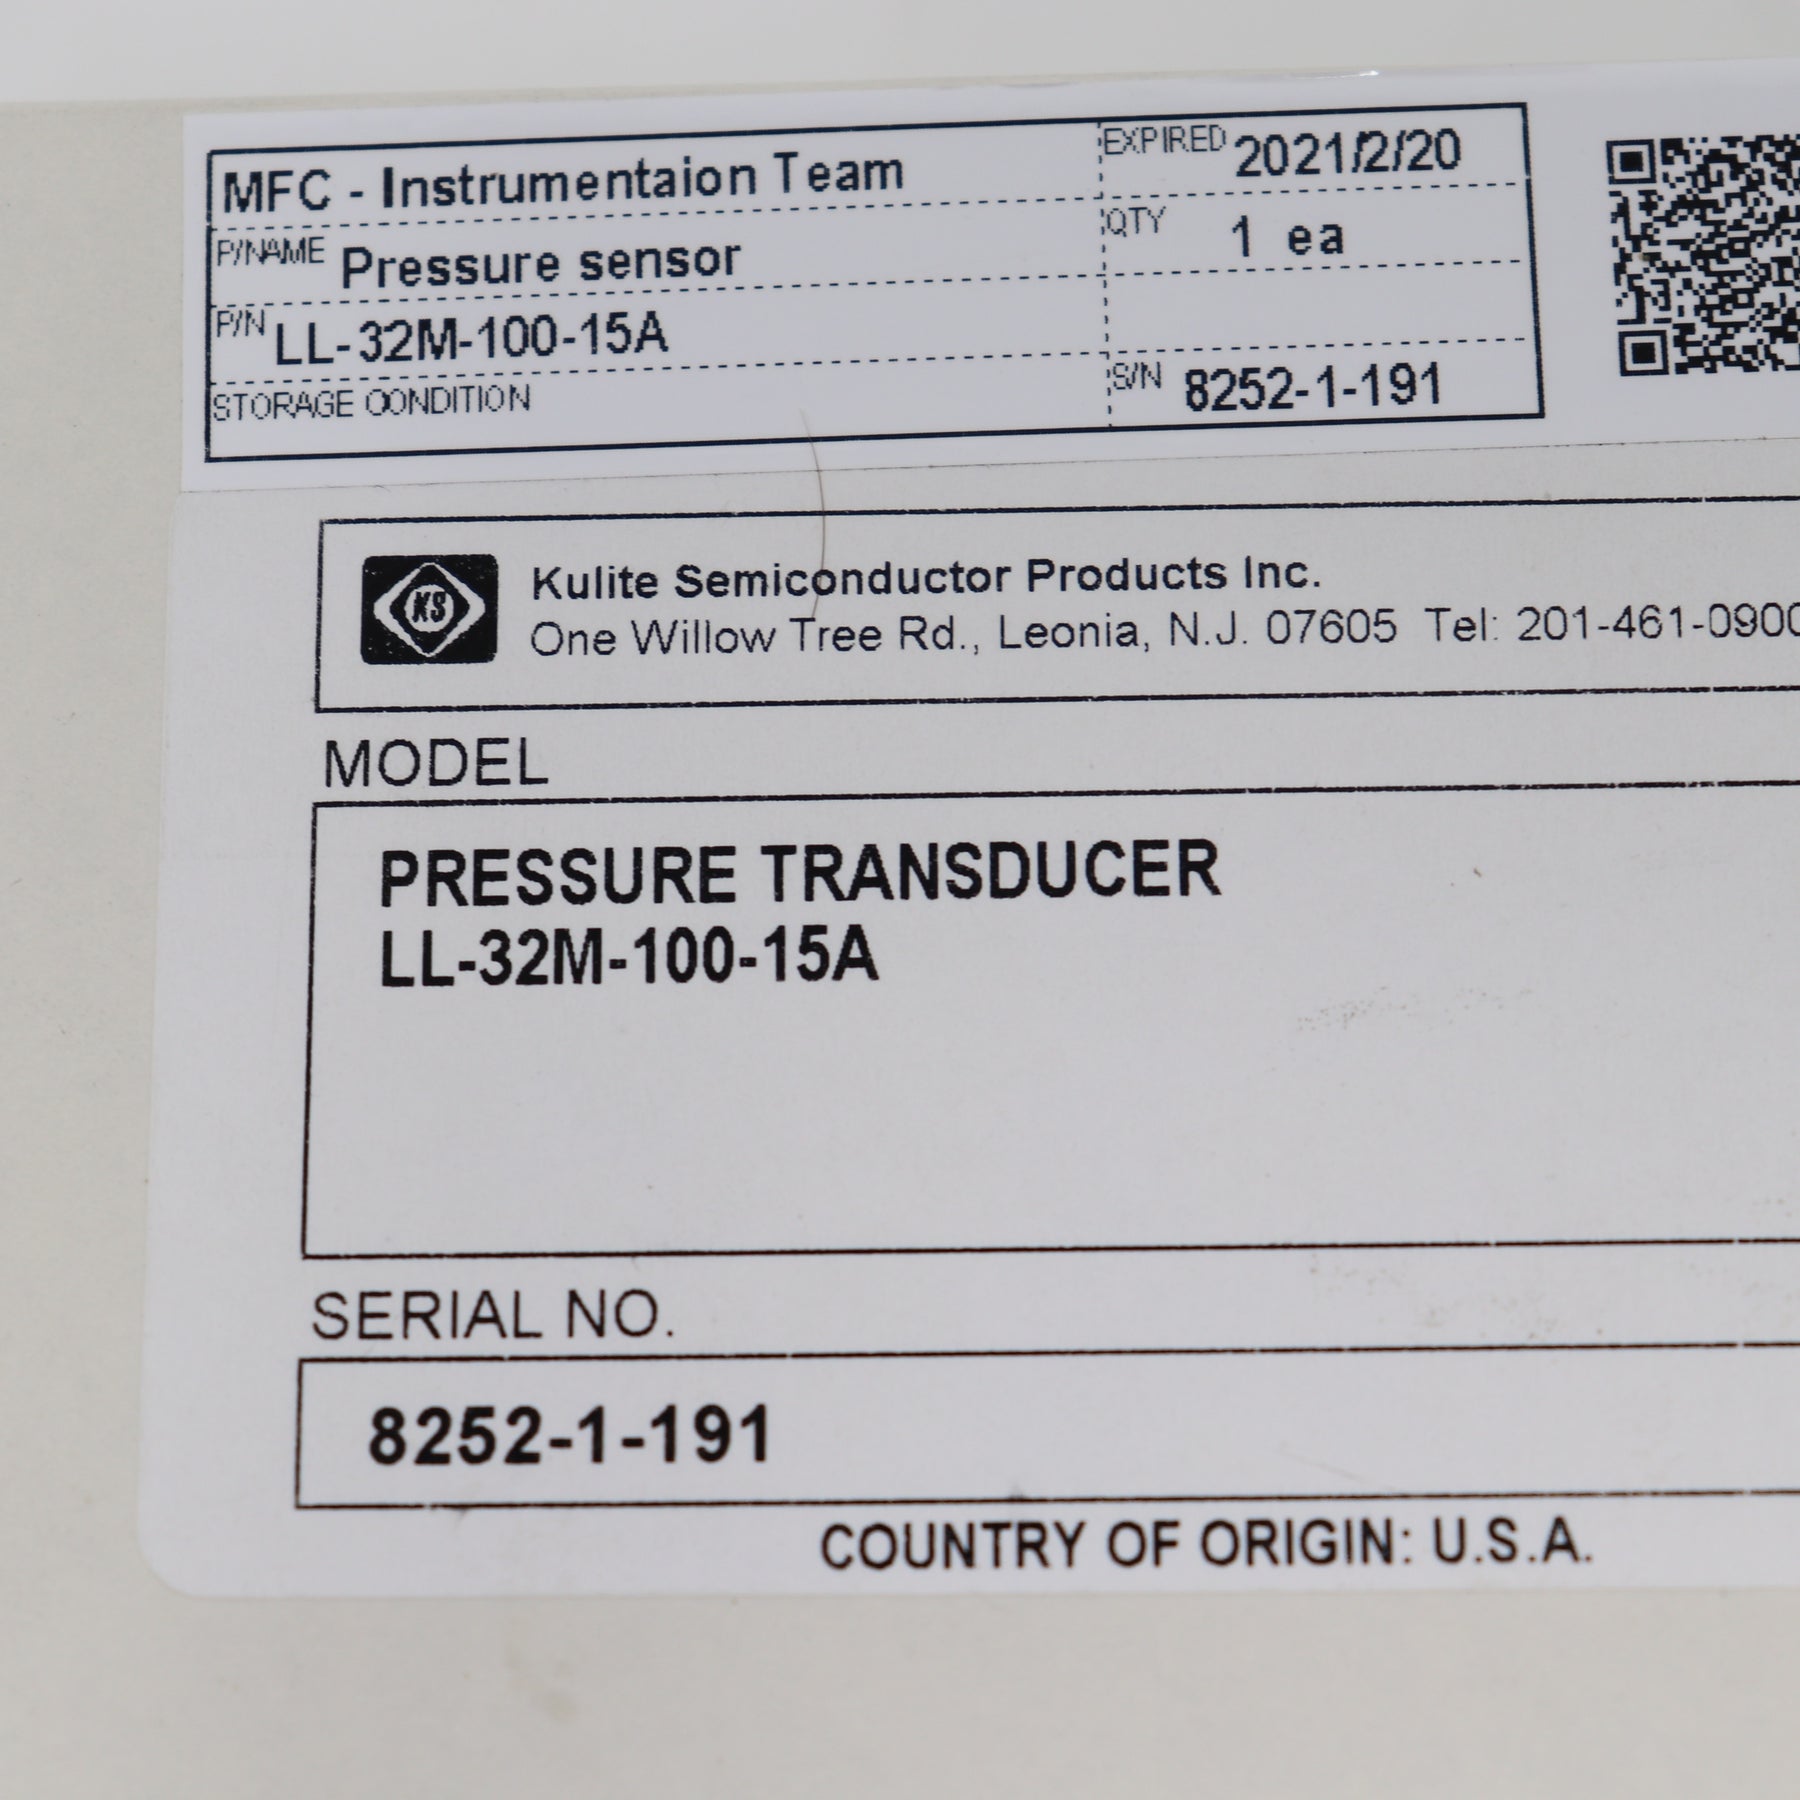 MFC - Instrumentaion Team EXPIRED 2021/2/20
P/NAME Pressure sensor QTY 1 ea
P/N LL-32M-100-15A
STORAGE CONDITION S/N 8252-1-191
KS
Kulite Semiconductor Products Inc.
One Willow Tree Rd., Leonia, N.J. 07605 Tel: 201-461-0900
MODEL
PRESSURE TRANSDUCER
LL-32M-100-15A
SERIAL NO.
8252-1-191
COUNTRY OF ORIGIN: U.S.A.